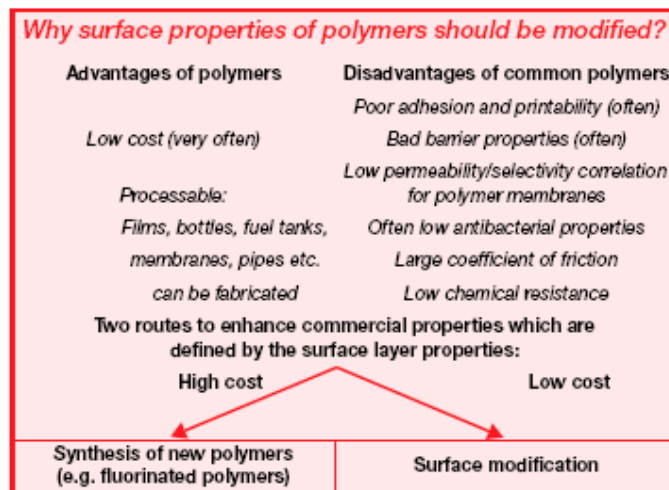 Why surface properties of polymers should be modified?
Advantages of polymers
Disadvantages of common polymers
Poor adhesion and printability (often)
Low cost (very often)
Bad barrier properties (often)
Low permeability/selectivity correlation
Processable:
for polymer membranes
Films, bottles, fuel tanks,
Often low antibacterial properties
membranes, pipes etc.
Large coefficient of friction
can be fabricated
Low chemical resistance
Two routes to enhance commercial properties which are
defined by the surface layer properties:
High cost
Low cost
Synthesis of new polymers
(e.g. fluorinated polymers)
Surface modification